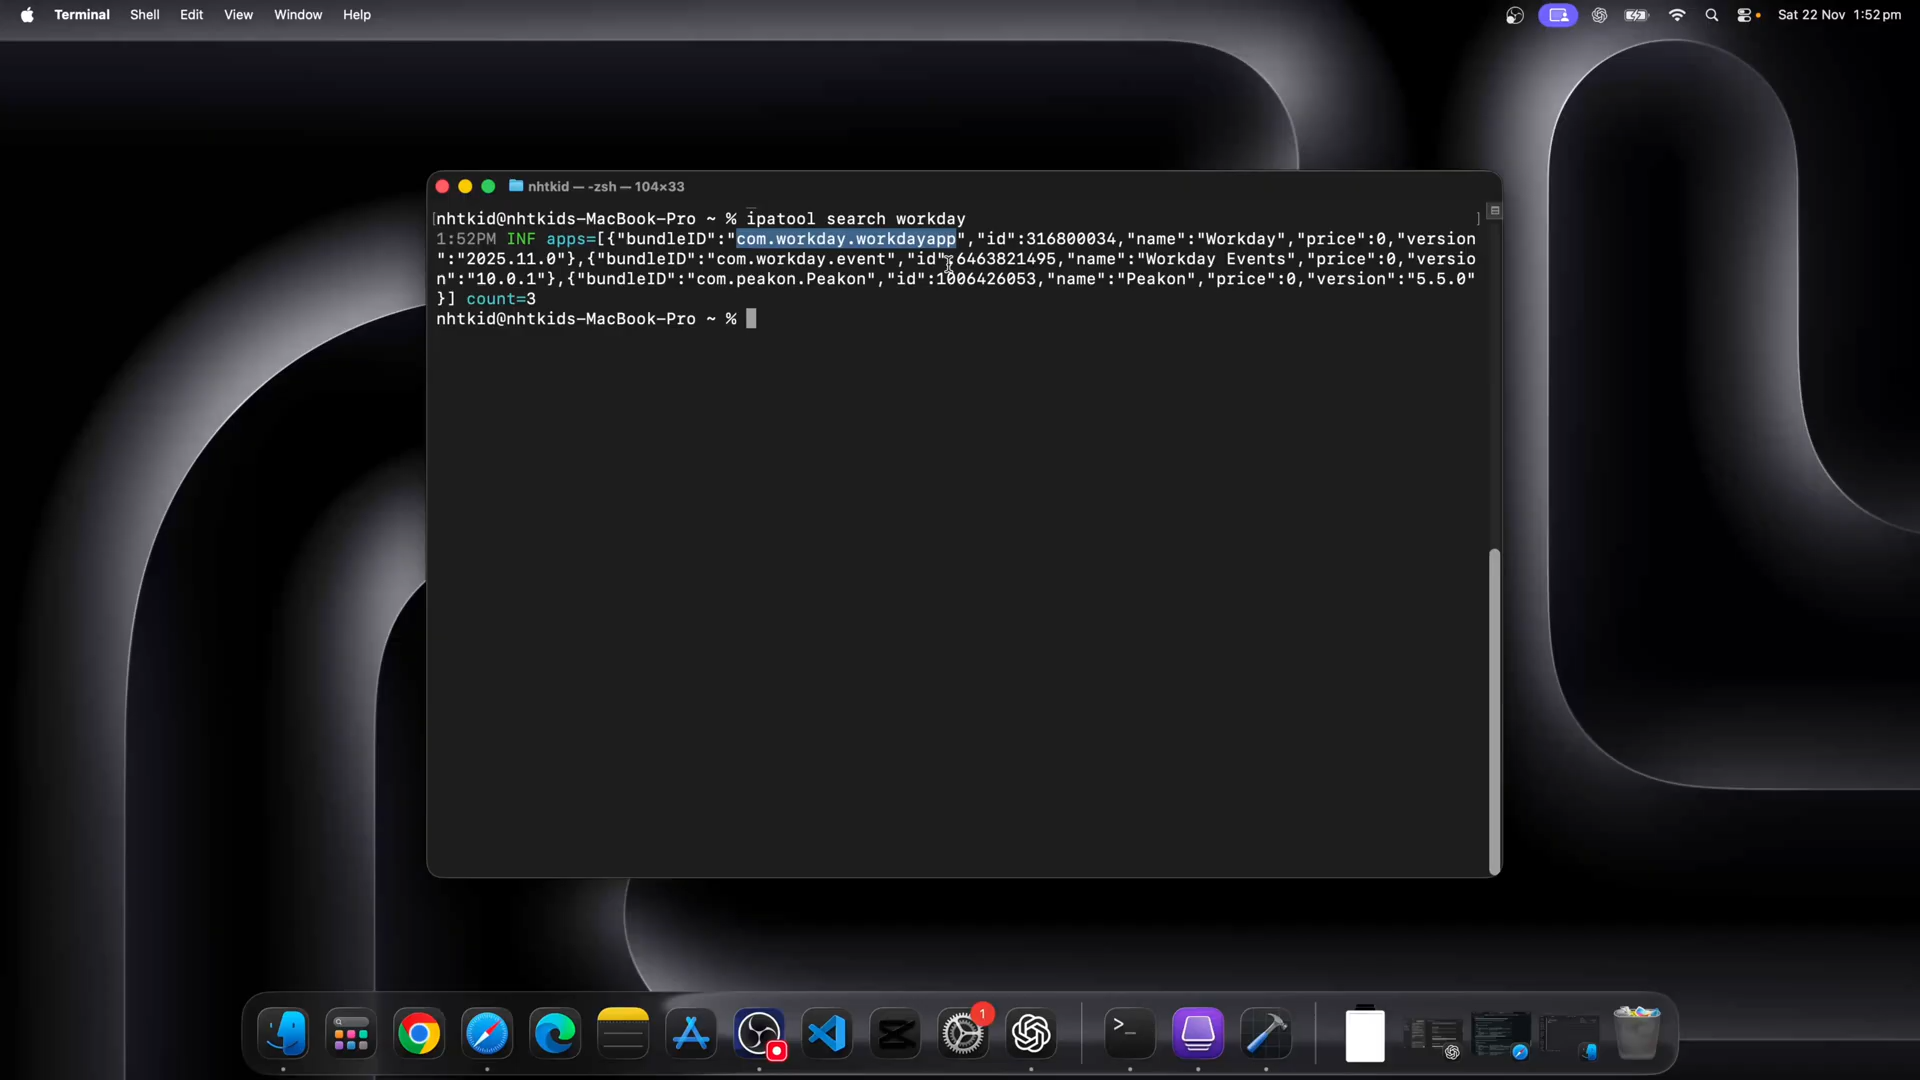 Terminal Shell Edit View Window Help Sat 22 Nov 1:52pm
nhtkid — -zsh — 104×33
[nhtkid@nhtkids-MacBook-Pro ~ % ipatool search workday ]
1:52PM INF apps=[{"bundleID":"com.workday.workdayapp","id":316800034,"name":"Workday","price":0,"version
":"2025.11.0"},{"bundleID":"com.workday.event","id":6463821495,"name":"Workday Events","price":0,"versio
n":"10.0.1"},{"bundleID":"com.peakon.Peakon","id":1006426053,"name":"Peakon","price":0,"version":"5.5.0"
}] count=3
nhtkid@nhtkids-MacBook-Pro ~ %
1
>_